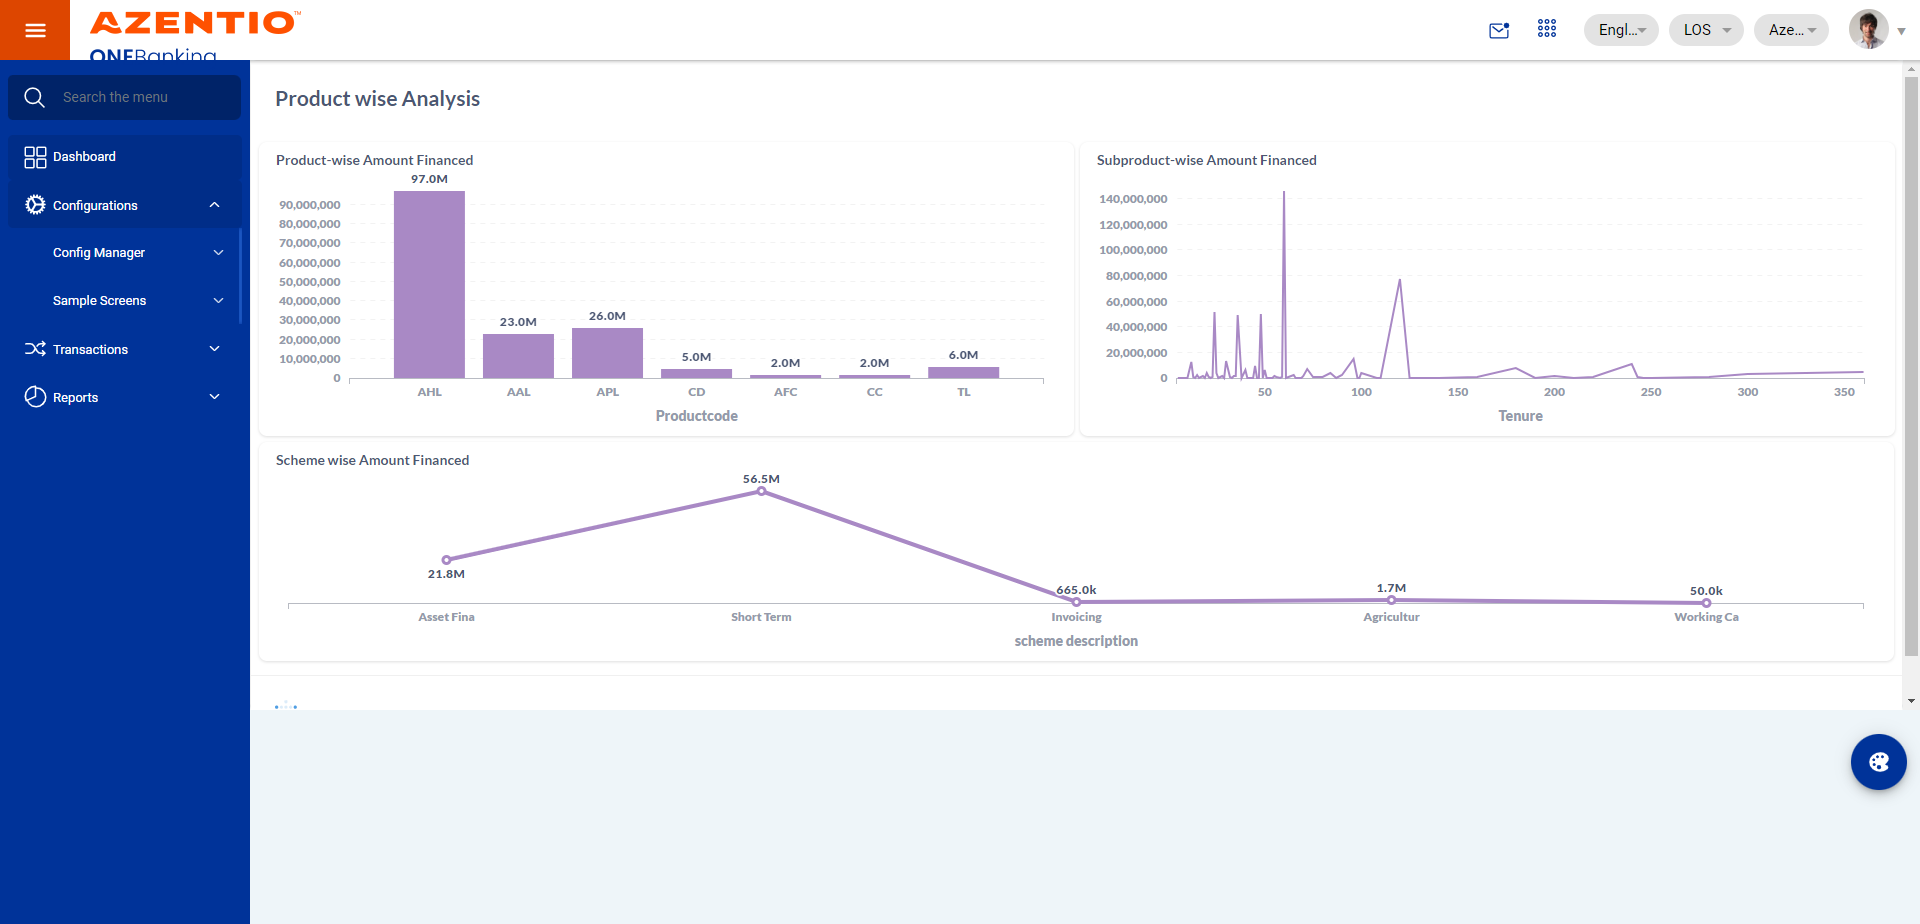 AZENTIO™
ONEBanking
Engl...
LOS
Aze...
Search the menu
Dashboard
Configurations
Config Manager
Sample Screens
Transactions
Reports
Product wise Analysis
Product-wise Amount Financed
97.0M
90,000,000
80,000,000
70,000,000
60,000,000
50,000,000
40,000,000
30,000,000
20,000,000
10,000,000
0
23.0M
26.0M
5.0M
2.0M
2.0M
6.0M
AHL
AAL
APL
CD
AFC
CC
TL
Productcode
Subproduct-wise Amount Financed
140,000,000
120,000,000
100,000,000
80,000,000
60,000,000
40,000,000
20,000,000
0
50
100
150
200
250
300
350
Tenure
Scheme wise Amount Financed
21.8M
56.5M
665.0k
1.7M
50.0k
Asset Fina
Short Term
Invoicing
Agricultur
Working Ca
scheme description